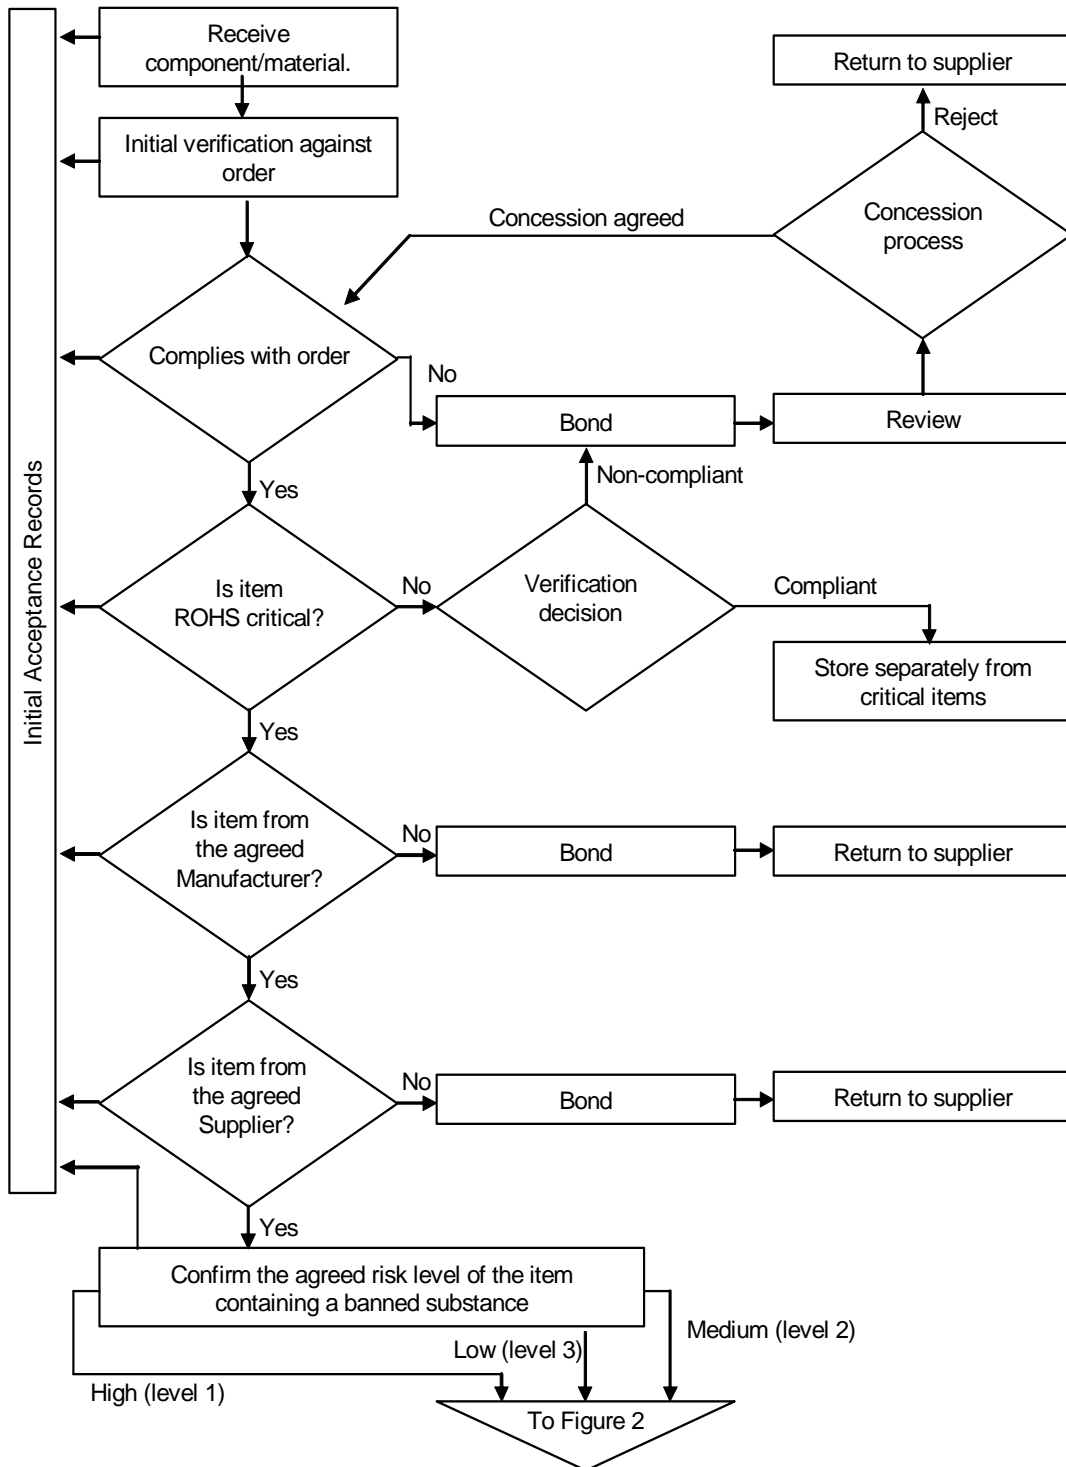 Receive
component/material.
Return to supplier
Reject
Initial verification against
order
Concession
process
Concession agreed
Complies with order
No
Bond
Review
Yes
Non-compliant
Initial Acceptance Records
Is item
ROHS critical?
No
Verification
decision
Compliant
Store separately from
critical items
Yes
Is item from
the agreed
Manufacturer?
No
Bond
Return to supplier
Yes
Is item from
the agreed
Supplier?
No
Bond
Return to supplier
Yes
Confirm the agreed risk level of the item
containing a banned substance
Medium (level 2)
Low (level 3)
High (level 1)
To Figure 2